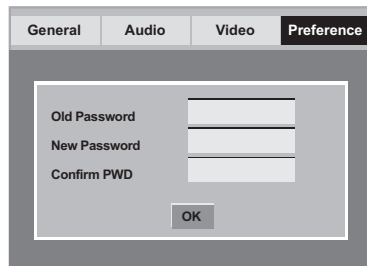 General Audio Video Preference
Old Password
New Password
Confirm PWD
OK